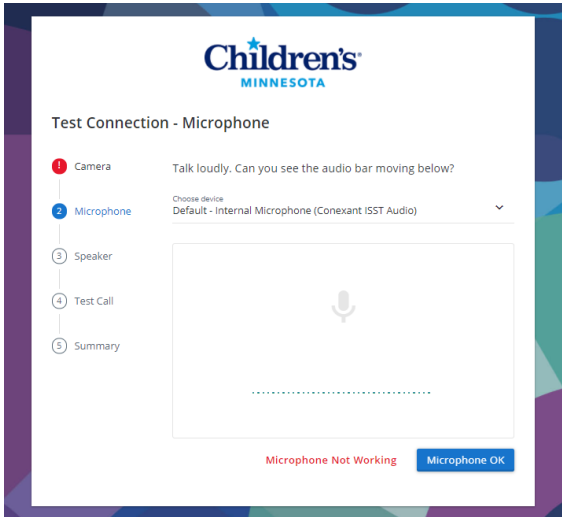 Children's
MINNESOTA
Test Connection - Microphone
! Camera
Talk loudly. Can you see the audio bar moving below?
Choose device
Default - Internal Microphone (Conexant ISST Audio)
2 Microphone
3 Speaker
4 Test Call
5 Summary
Microphone Not Working
Microphone OK